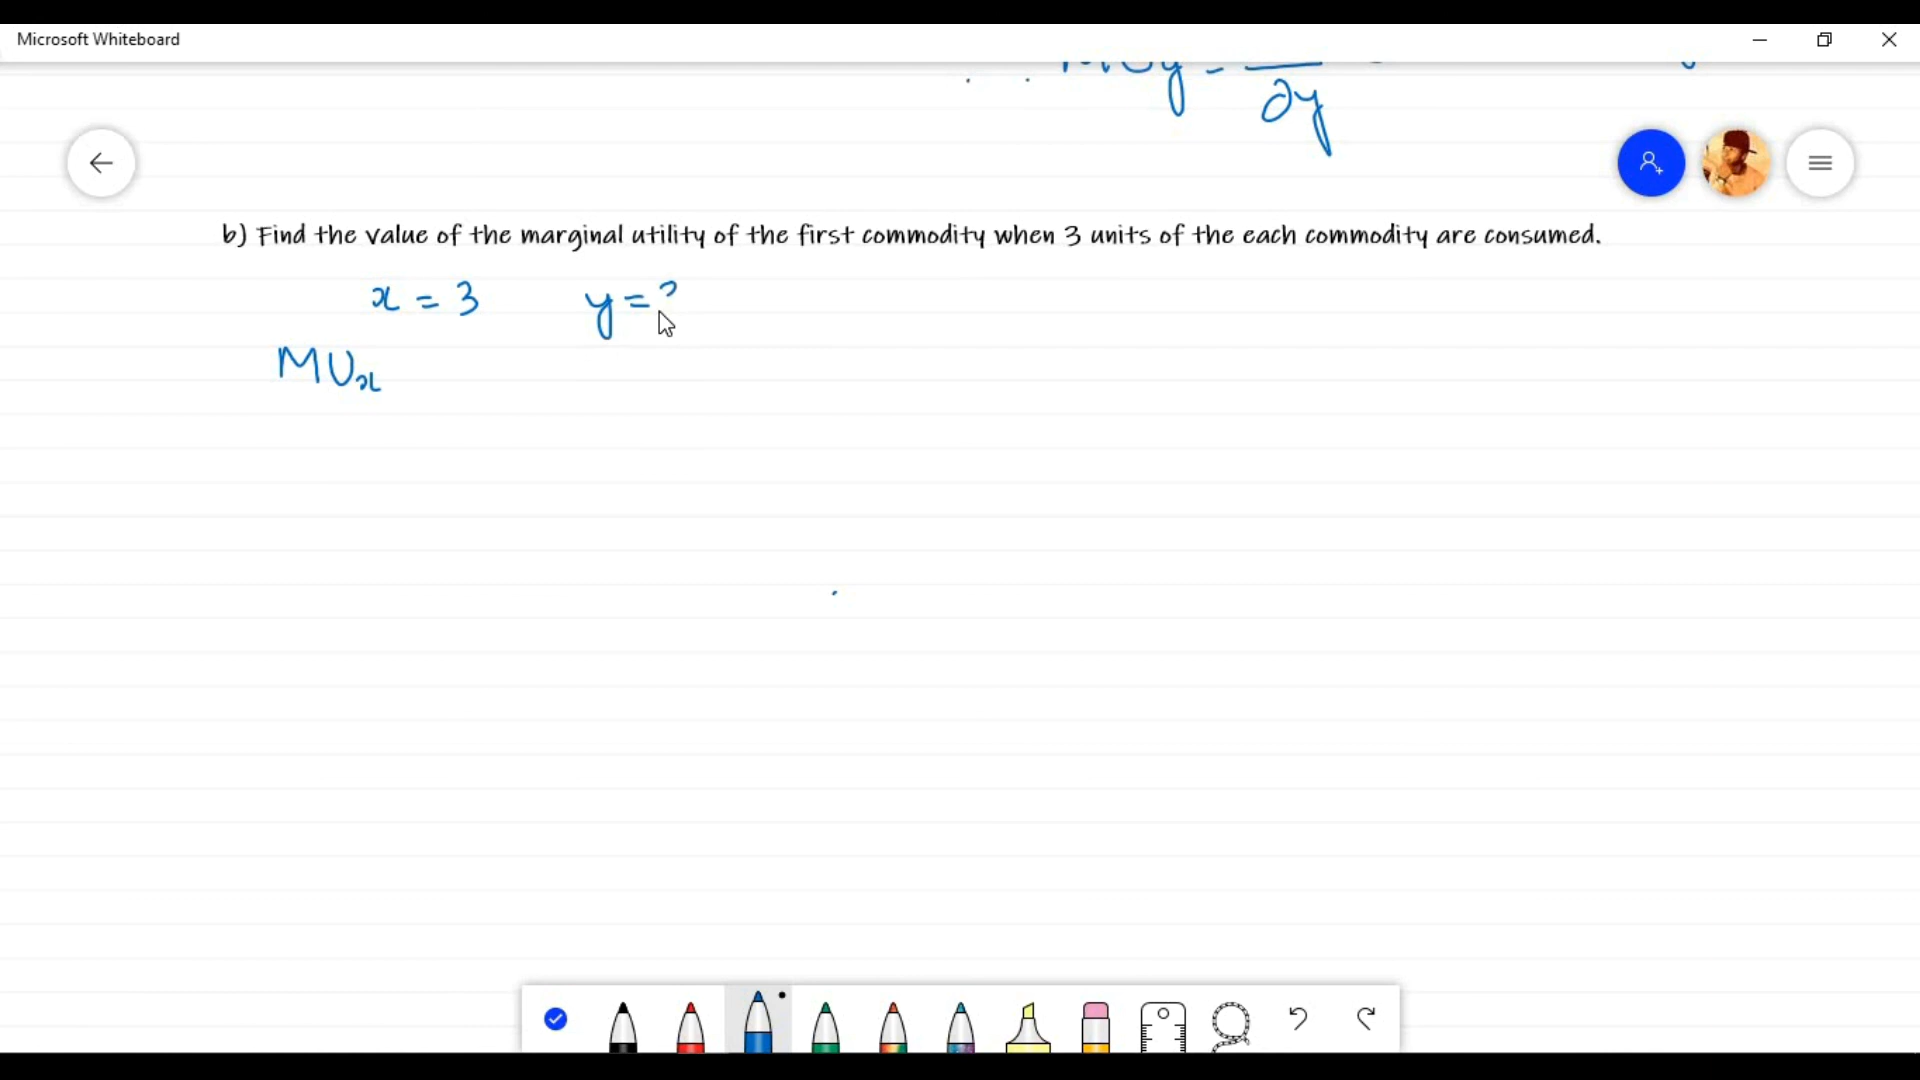 Microsoft Whiteboard
MUy =
∂y
b) Find the value of the marginal utility of the first commodity when 3 units of the each commodity are consumed.
x = 3 y =
MUx